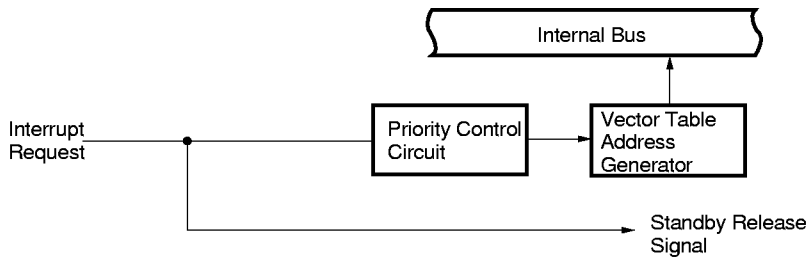 Internal Bus
Interrupt
Request
Priority Control
Circuit
Vector Table
Address
Generator
Standby Release
Signal